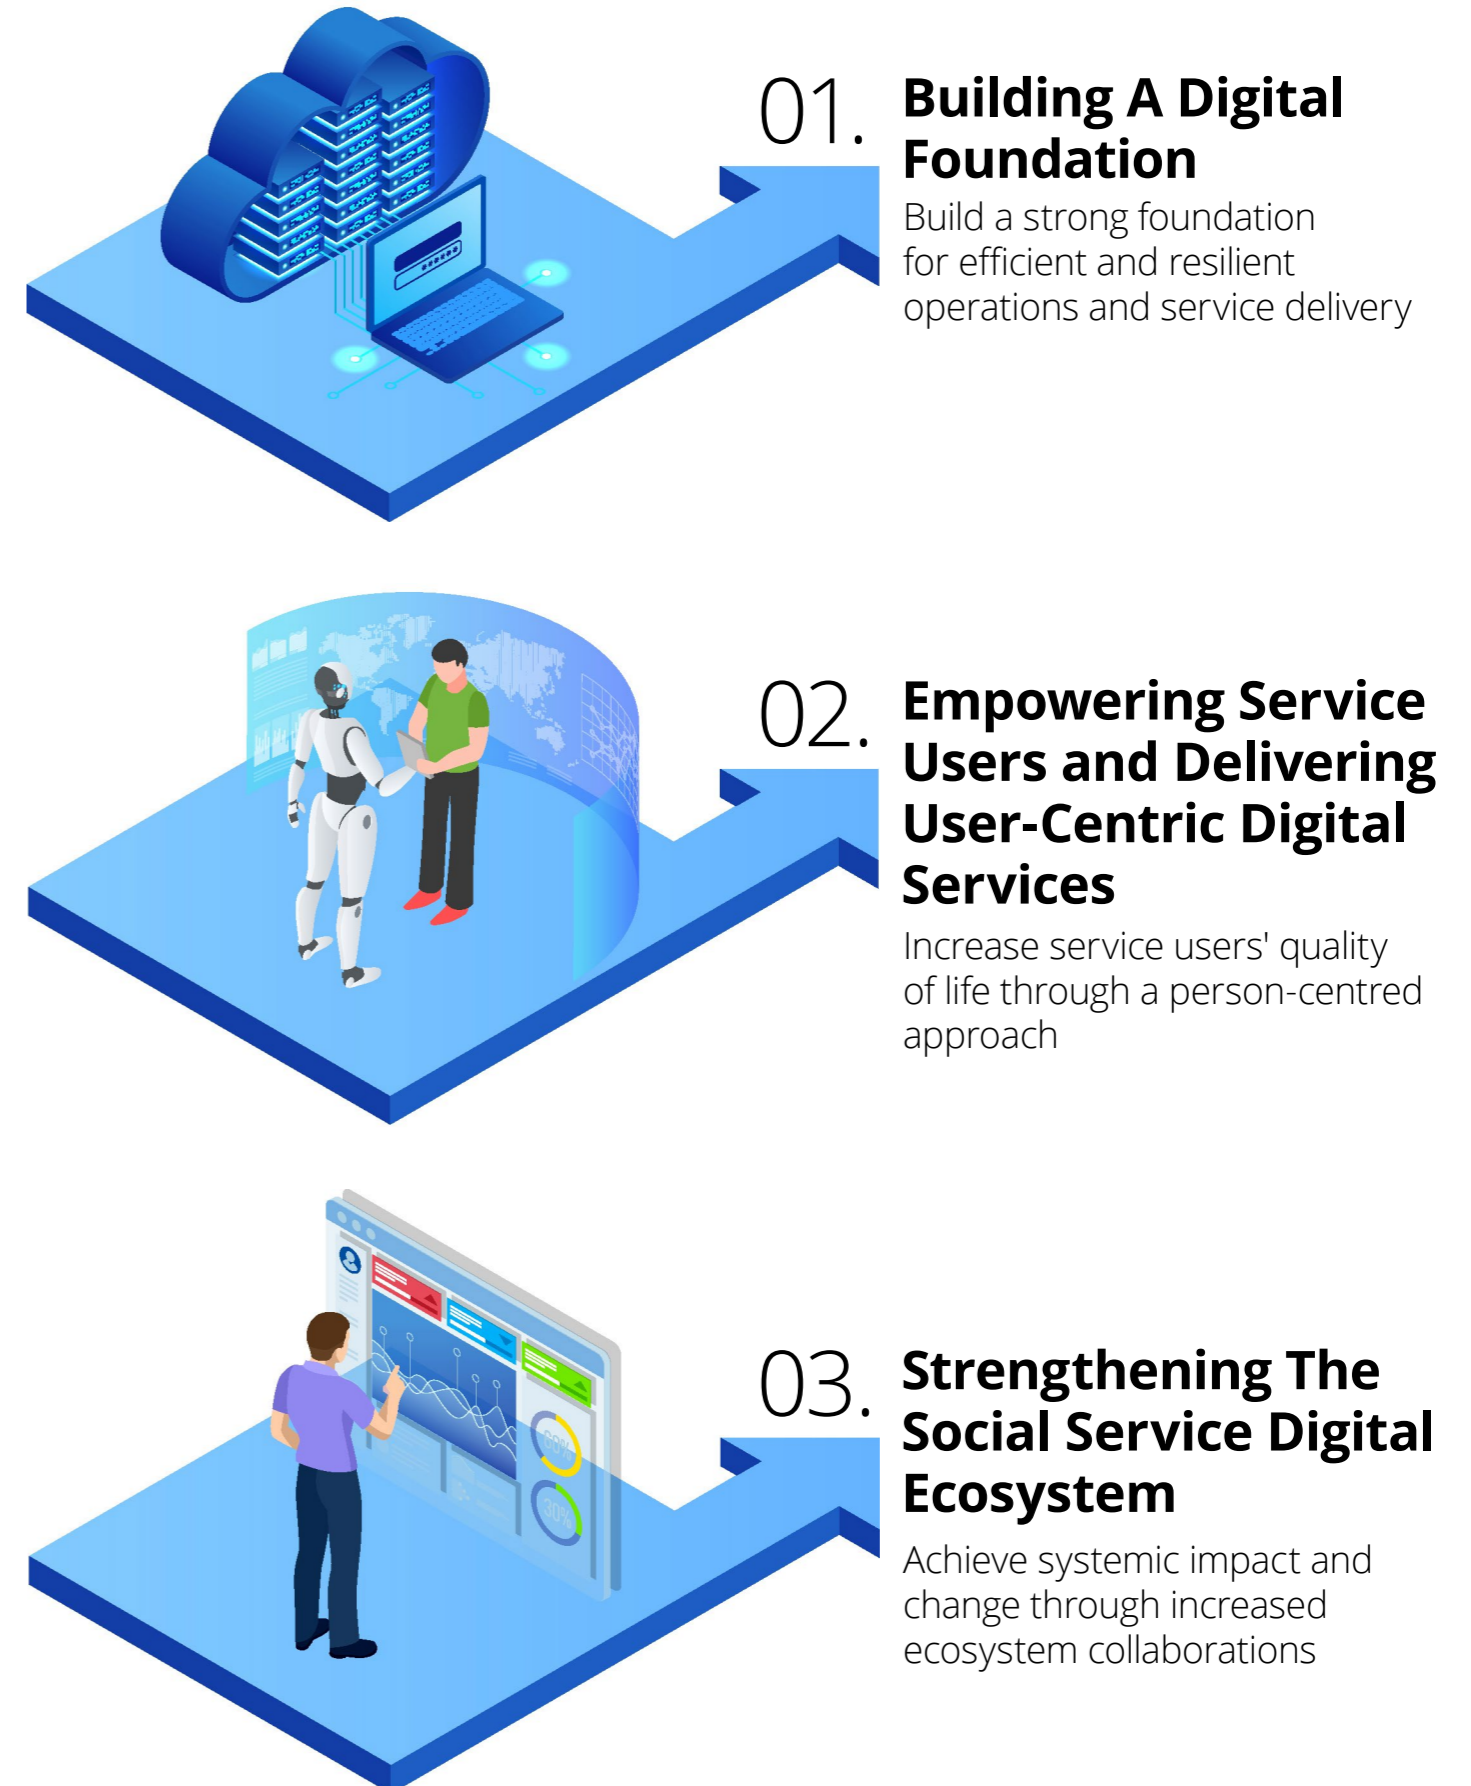 01.
Building A Digital
Foundation
Build a strong foundation
for efficient and resilient
operations and service delivery
02.
Empowering Service
Users and Delivering
User-Centric Digital
Services
Increase service users' quality
of life through a person-centred
approach
03.
Strengthening The
Social Service Digital
Ecosystem
Achieve systemic impact and
change through increased
ecosystem collaborations
30%